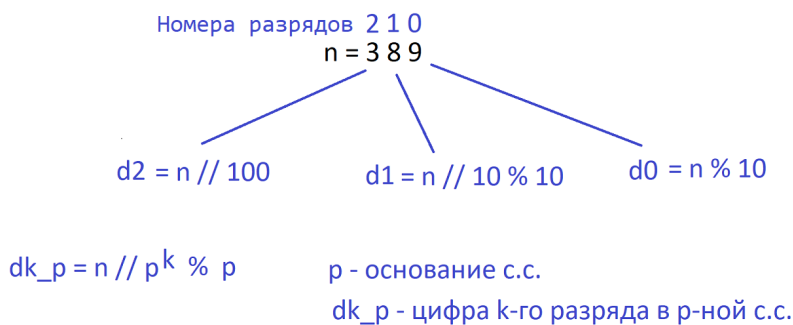 Номера разрядов 2 1 0
n = 3 8 9
d2 = n // 100
d1 = n // 10 % 10
d0 = n % 10
dk_p = n // p^k % p
p - основание с.с.
dk_p - цифра k-го разряда в p-ной с.с.